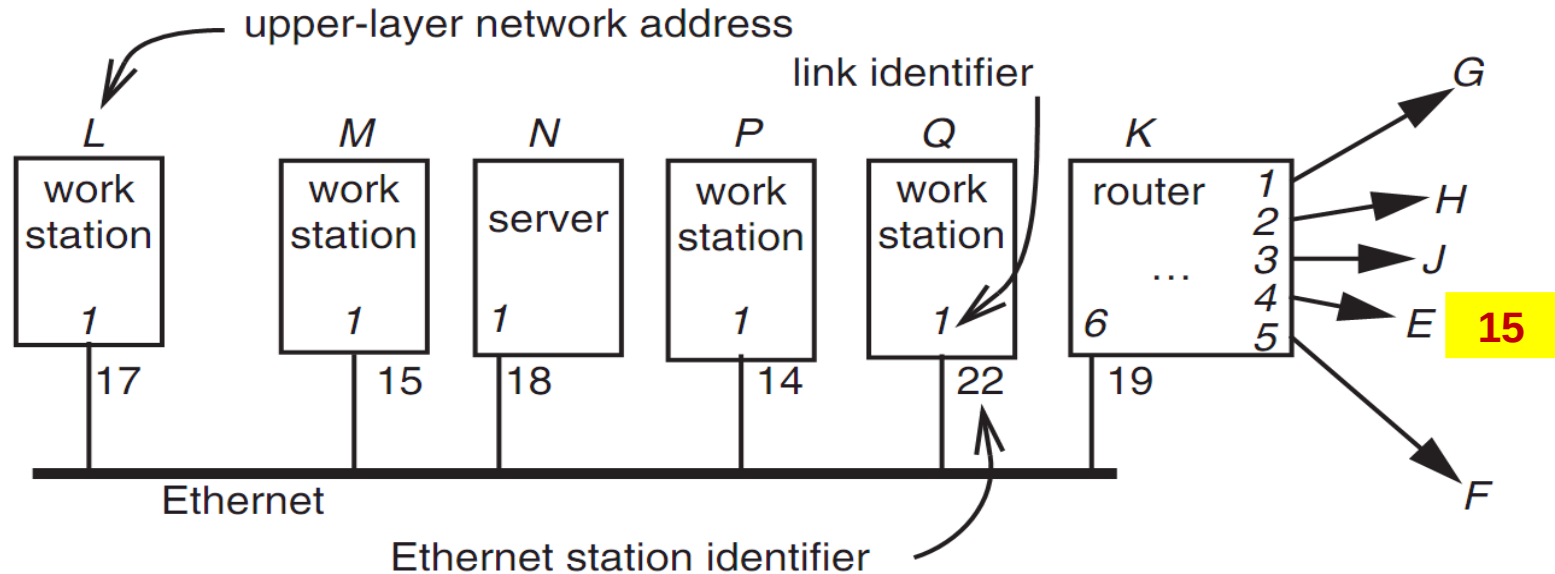 upper-layer network address
link identifier
G
L
M
N
P
Q
K
work
station
1
work
station
1
server
1
work
station
1
work
station
1
router
...
6
1
2
3
4
5
H
J
E
15
F
17
15
18
14
22
19
Ethernet
Ethernet station identifier